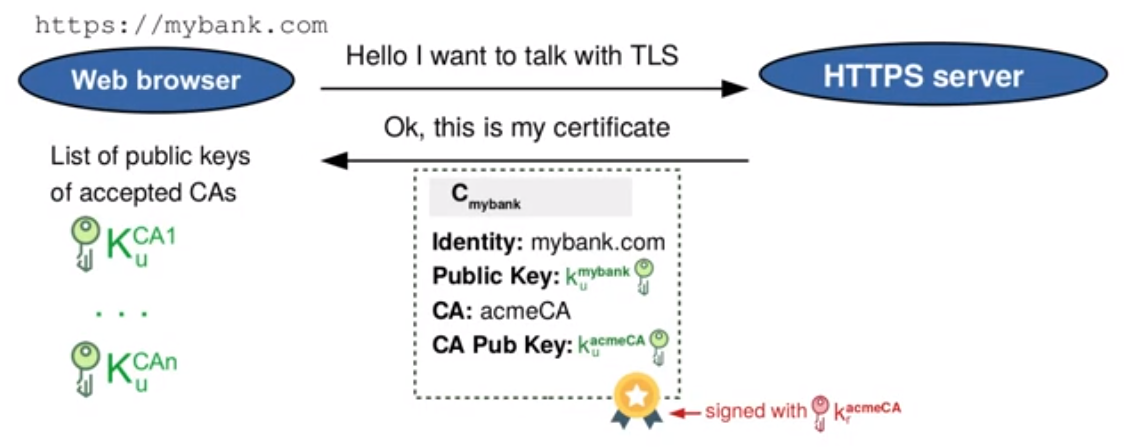 https://mybank.com
Web browser
Hello I want to talk with TLS
HTTPS server
Ok, this is my certificate
List of public keys
of accepted CAs
K_u^CA1
. . .
K_u^CAn
C_mybank
Identity: mybank.com
Public Key: k_u^mybank
CA: acmeCA
CA Pub Key: k_u^acmeCA
signed with k_r^acmeCA